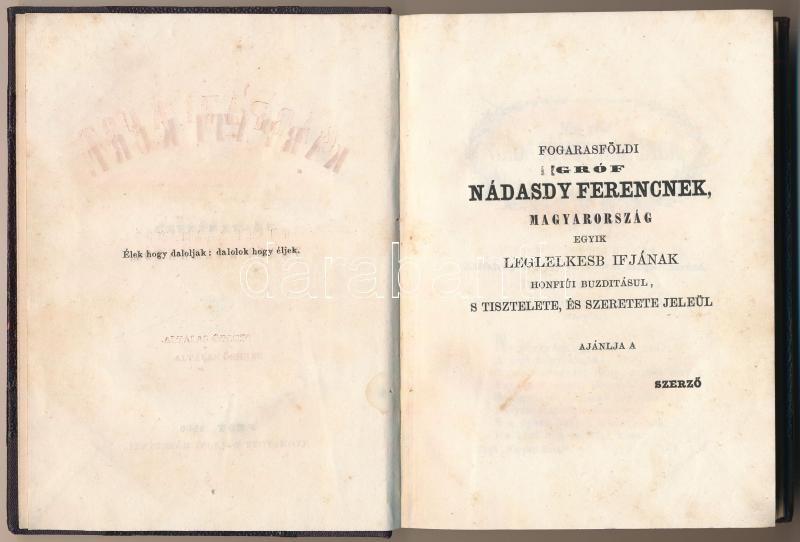 Élek hogy daloljak : dalolok hogy éljek.
FOGARASFÖLDI
GRÓF
NÁDASDY FERENCNEK,
MAGYARORSZÁG
EGYIK
LEGLELKESB IFJÁNAK
HONFIÚI BUZDITÁSUL,
S TISZTELETE, ÉS SZERETETE JELEÜL
AJÁNLJA A
SZERZŐ